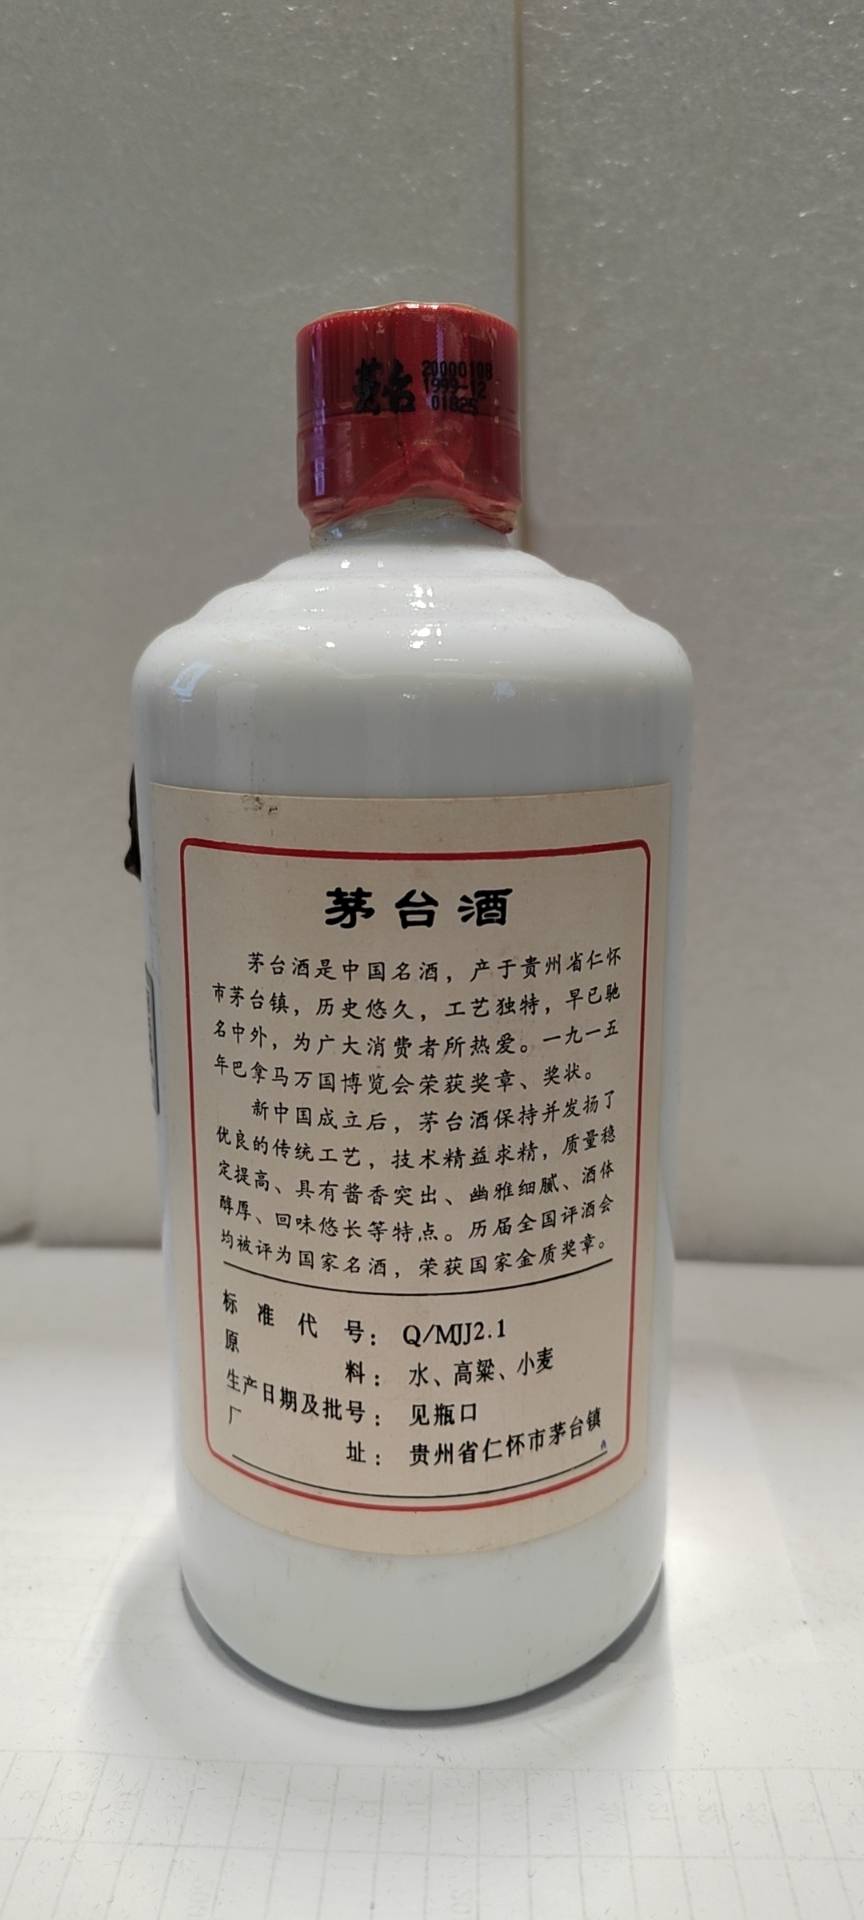 茅台
20000108
1999-12
01825
茅台酒
茅台酒是中国名酒，产于贵州省仁怀
市茅台镇，历史悠久，工艺独特，早已驰
名中外，为广大消费者所热爱。一九一五
年巴拿马万国博览会荣获奖章、奖状。
新中国成立后，茅台酒保持并发扬了
优良的传统工艺，技术精益求精，质量稳
定提高、具有酱香突出、幽雅细腻、酒体
醇厚、回味悠长等特点。历届全国评酒会
均被评为国家名酒，荣获国家金质奖章。
标准代号：Q/MJJ2.1
原料：水、高粱、小麦
生产日期及批号：见瓶口
厂址：贵州省仁怀市茅台镇